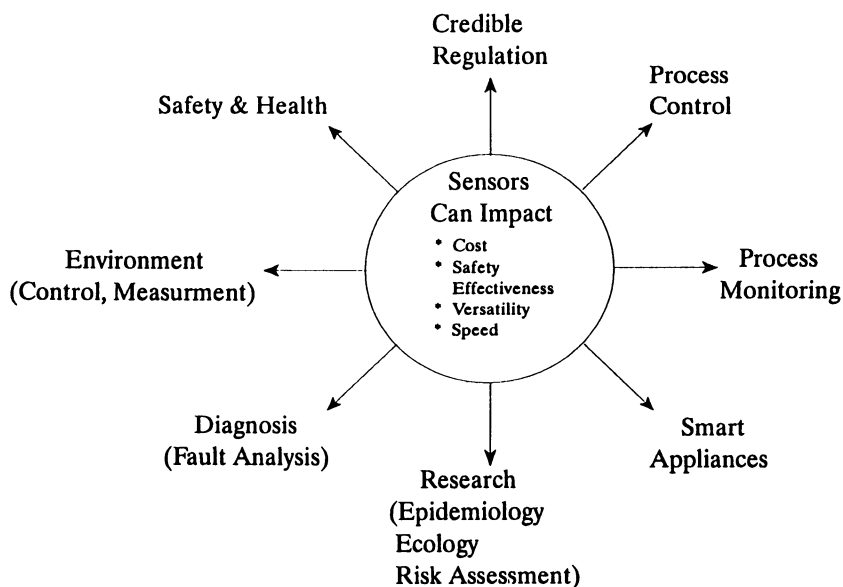 Credible
Regulation
Process
Control
Safety & Health
Sensors
Can Impact
* Cost
* Safety
Effectiveness
* Versatility
* Speed
Environment
(Control, Measurment)
Process
Monitoring
Diagnosis
(Fault Analysis)
Smart
Appliances
Research
(Epidemiology
Ecology
Risk Assessment)